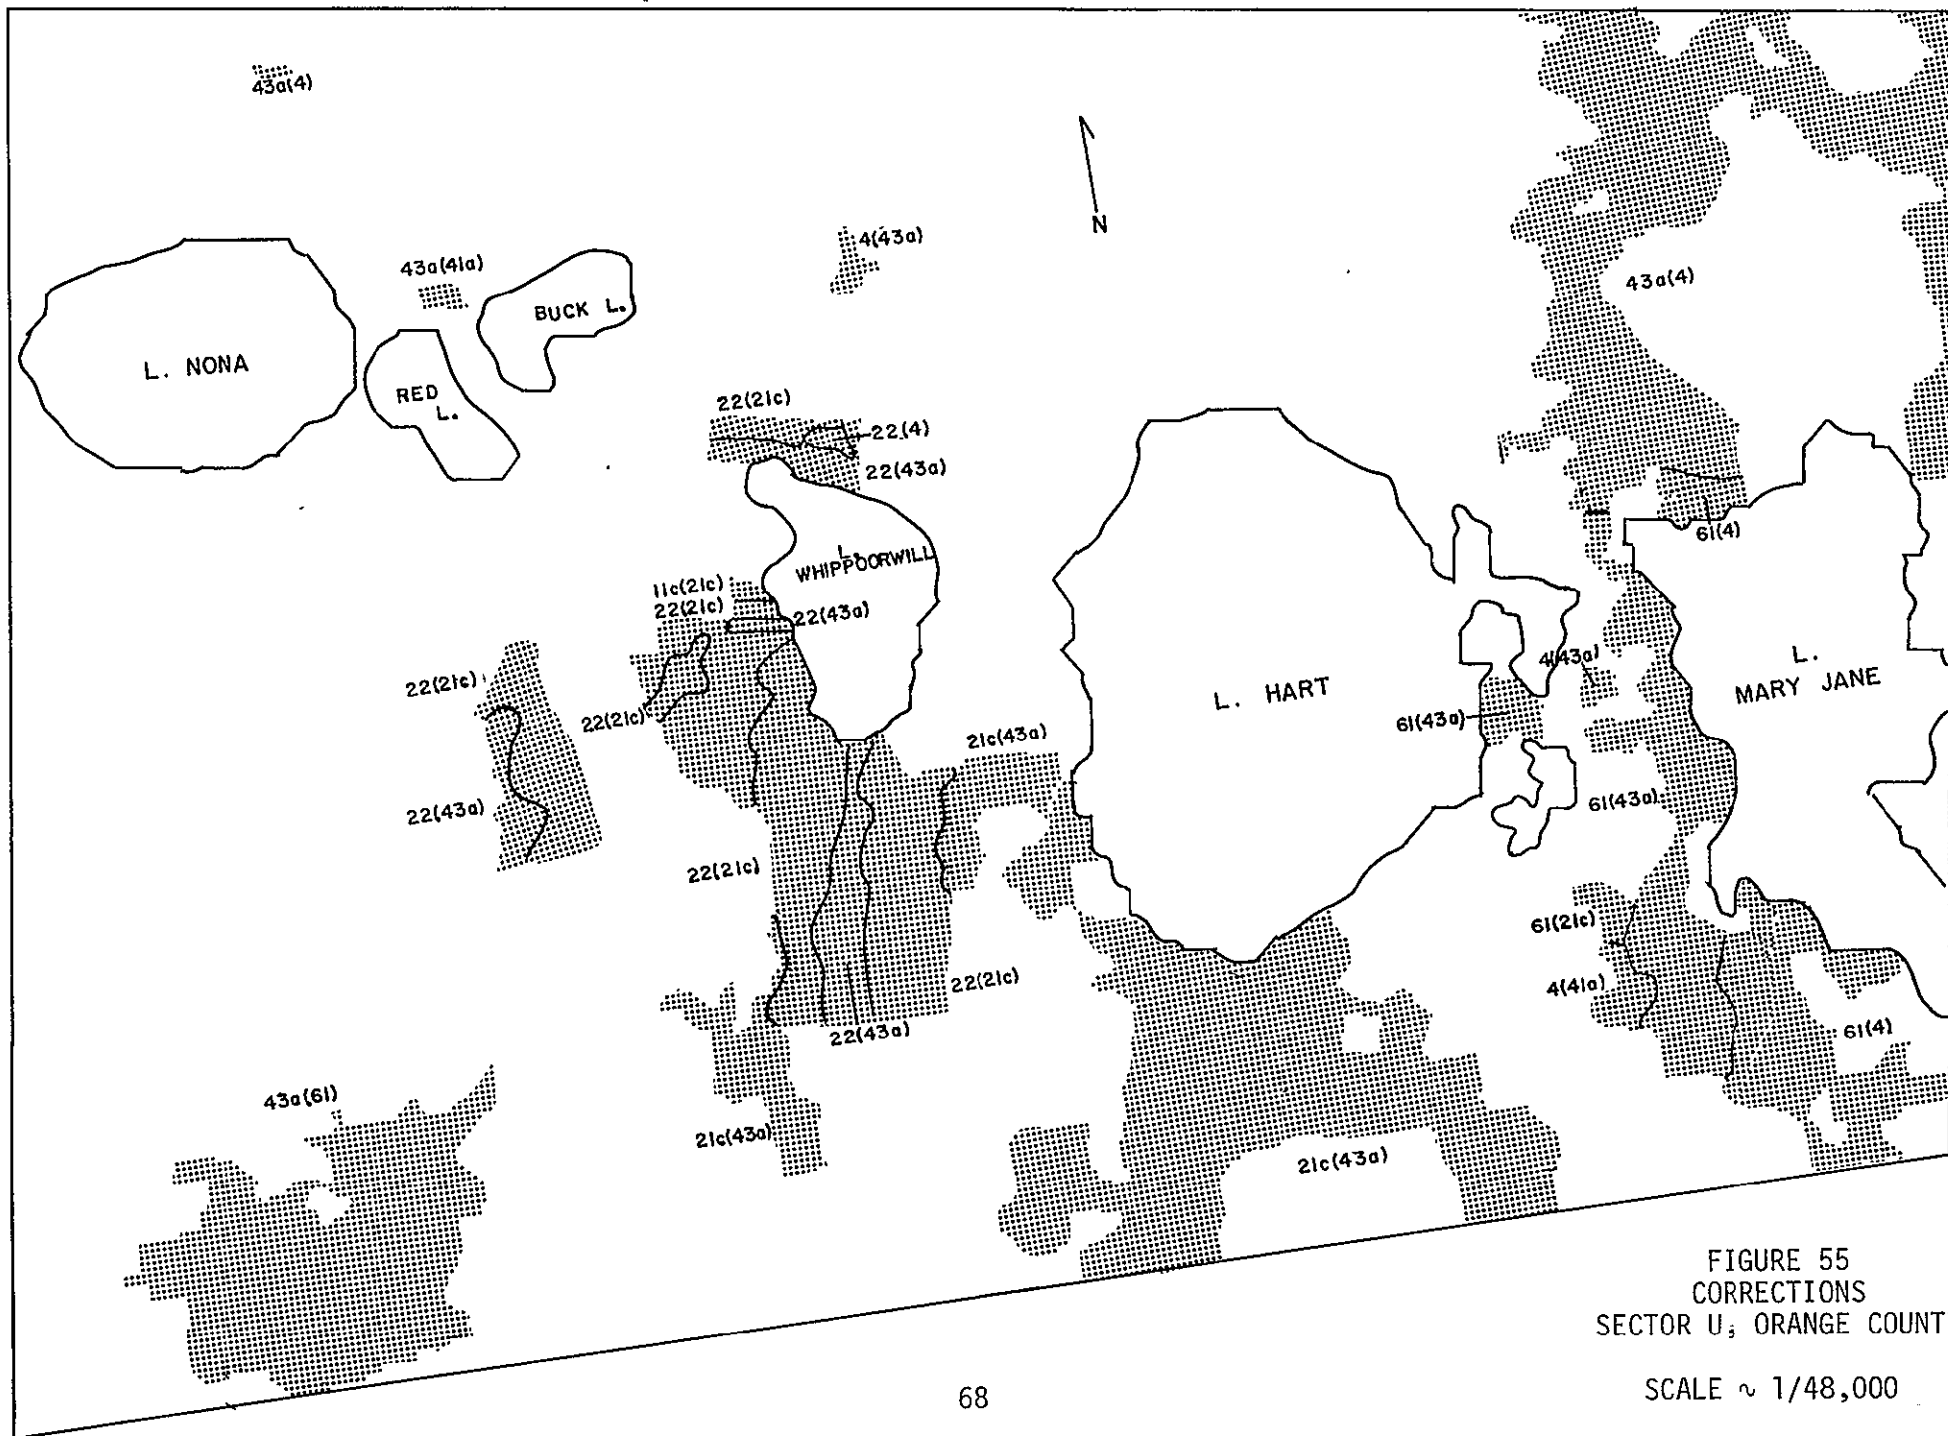 43a(4)
4(43a)
43a(41a)
43a(4)
N
BUCK L.
L. NONA
RED
L.
22(21c)
22(4)
22(43a)
61(4)
L.
WHIPPOORWILL
11c(21c)
22(21c)
22(43a)
4(43a)
L.
MARY JANE
22(21c)
L. HART
22(21c)
61(43a)
21c(43a)
61(43a)
22(43a)
22(21c)
61(21c)
22(21c)
4(41a)
22(43a)
61(4)
43a(61)
21c(43a)
21c(43a)
FIGURE 55
CORRECTIONS
SECTOR U; ORANGE COUNT
SCALE ~ 1/48,000
68